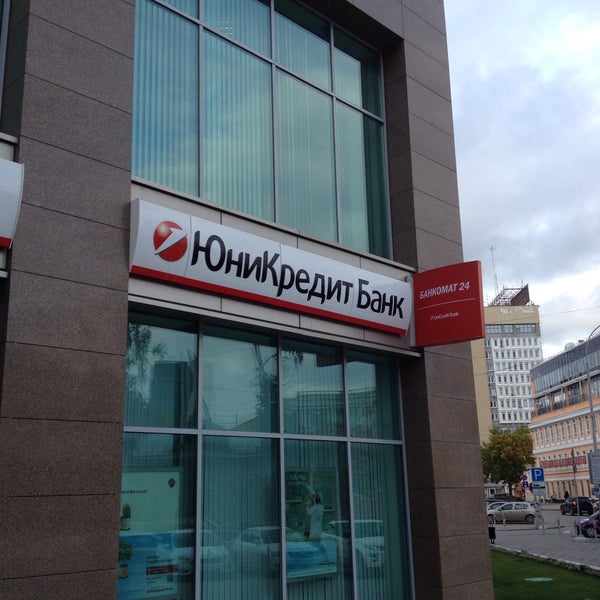 ЮниКредит Банк
БАНКОМАТ 24
UniCredit Bank
P